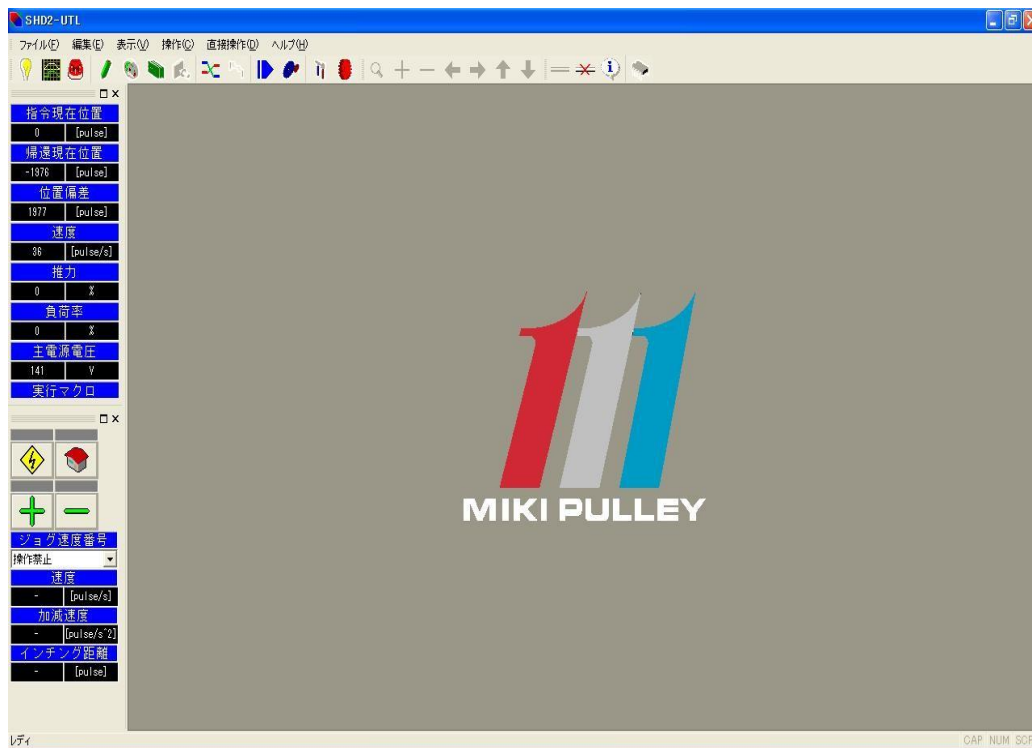 SHD2-UTL
ファイル(F) 編集(E) 表示(V) 操作(C) 直接操作(D) ヘルプ(H)
指令現在位置
0 [pulse]
帰還現在位置
-1976 [pulse]
位置偏差
1977 [pulse]
速度
36 [pulse/s]
推力
0 %
負荷率
0 %
主電源電圧
141 V
実行マクロ
ジョグ速度番号
操作禁止
速度
- [pulse/s]
加減速度
- [pulse/s^2]
インチング距離
- [pulse]
MIKI PULLEY
レディ
CAP NUM SCR